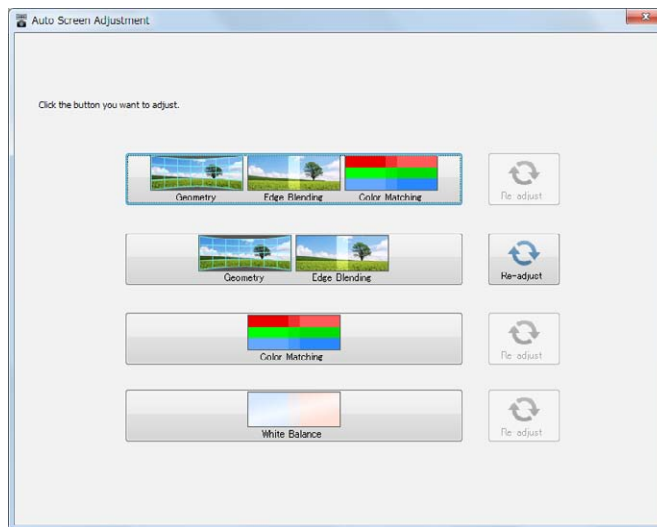 Auto Screen Adjustment
x
Click the button you want to adjust.
Geometry Edge Blending Color Matching
Re-adjust
Geometry Edge Blending
Re-adjust
Color Matching
Re-adjust
White Balance
Re-adjust